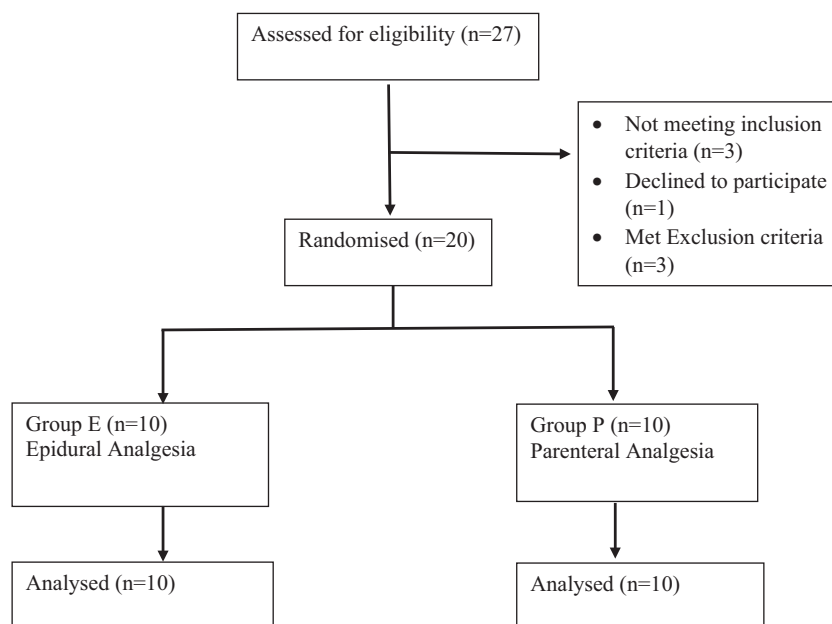 Assessed for eligibility (n=27)
• Not meeting inclusion
criteria (n=3)
• Declined to participate
(n=1)
• Met Exclusion criteria
(n=3)
Randomised (n=20)
Group E (n=10)
Epidural Analgesia
Group P (n=10)
Parenteral Analgesia
Analysed (n=10)
Analysed (n=10)